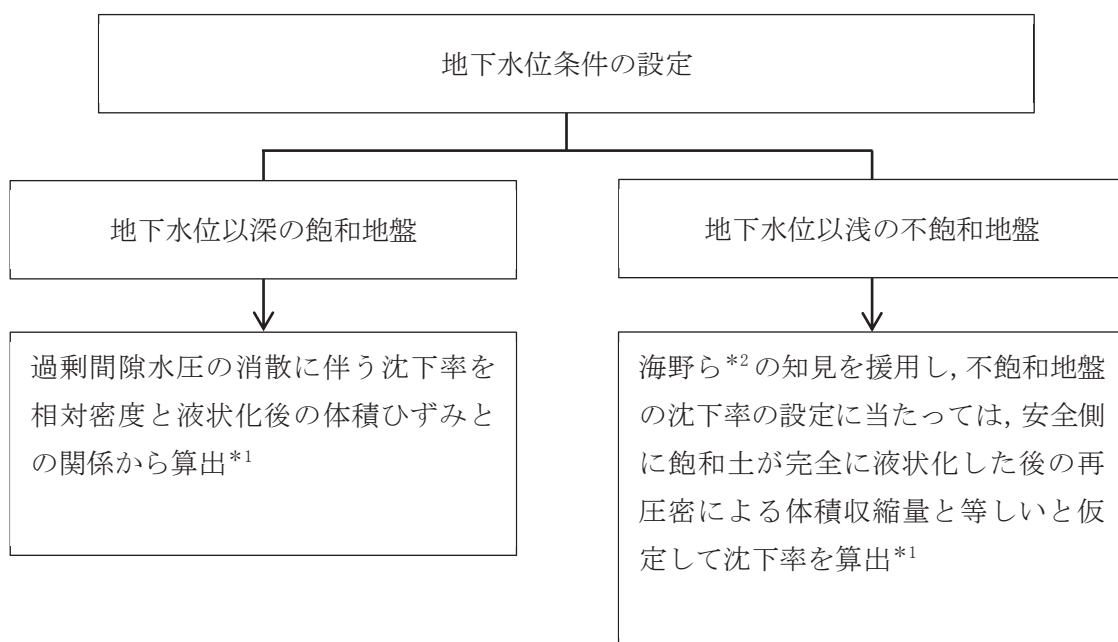 地下水位条件の設定
地下水位以深の飽和地盤
地下水位以浅の不飽和地盤
過剰間隙水圧の消散に伴う沈下率を
相対密度と液状化後の体積ひずみと
の関係から算出*1
海野ら*2の知見を援用し,不飽和地盤
の沈下率の設定に当たっては,安全側
に飽和土が完全に液状化した後の再
圧密による体積収縮量と等しいと仮
定して沈下率を算出*1